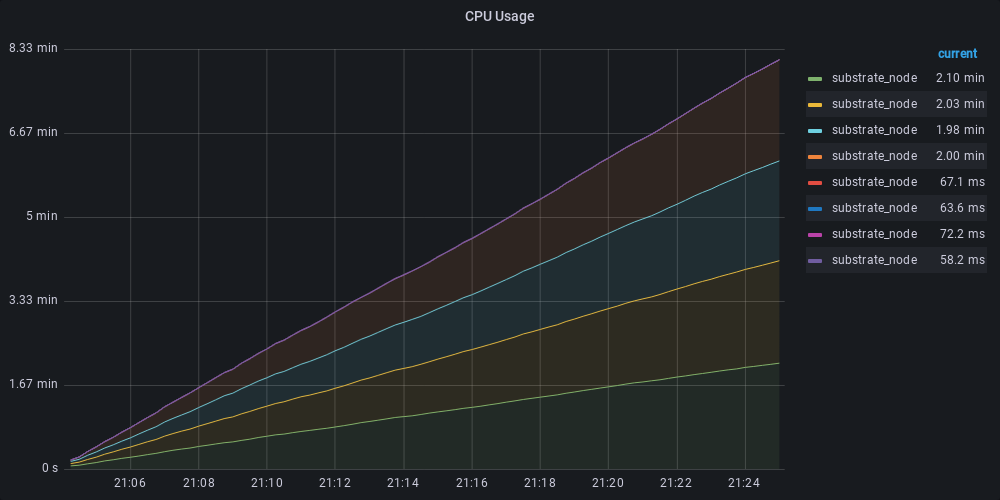 CPU Usage
8.33 min
6.67 min
5 min
3.33 min
1.67 min
0 s
21:06 21:08 21:10 21:12 21:14 21:16 21:18 21:20 21:22 21:24
current
substrate_node 2.10 min
substrate_node 2.03 min
substrate_node 1.98 min
substrate_node 2.00 min
substrate_node 67.1 ms
substrate_node 63.6 ms
substrate_node 72.2 ms
substrate_node 58.2 ms